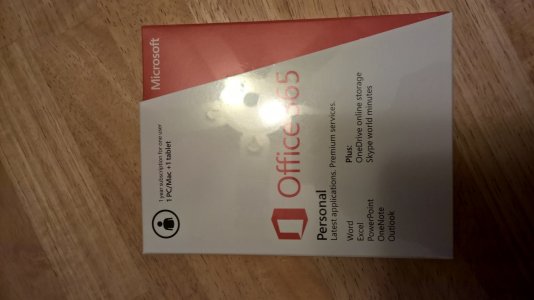 Microsoft
1 year subscription for one user
1 PC/Mac + 1 tablet
Office 365
Personal
Latest applications. Premium services.
Word
Excel
PowerPoint
OneNote
Outlook
Plus:
OneDrive online storage
Skype world minutes